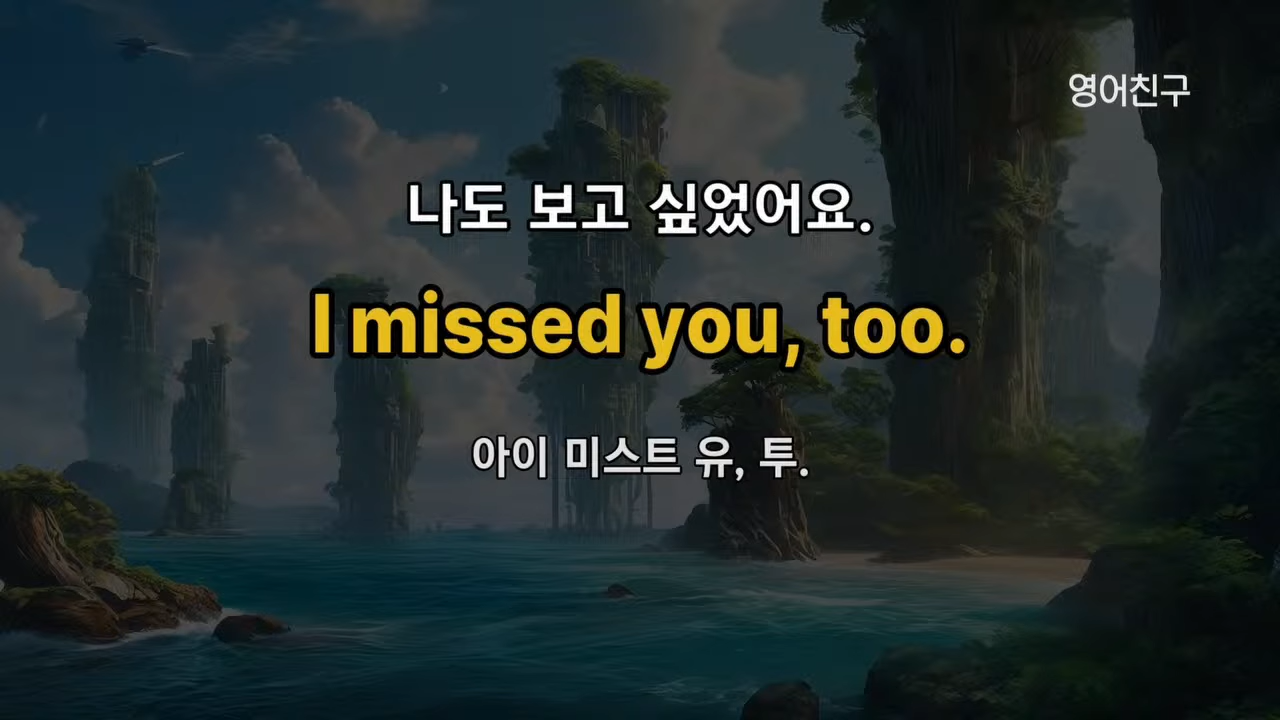 영어친구
나도 보고 싶었어요.
I missed you, too.
아이 미스트 유, 투.